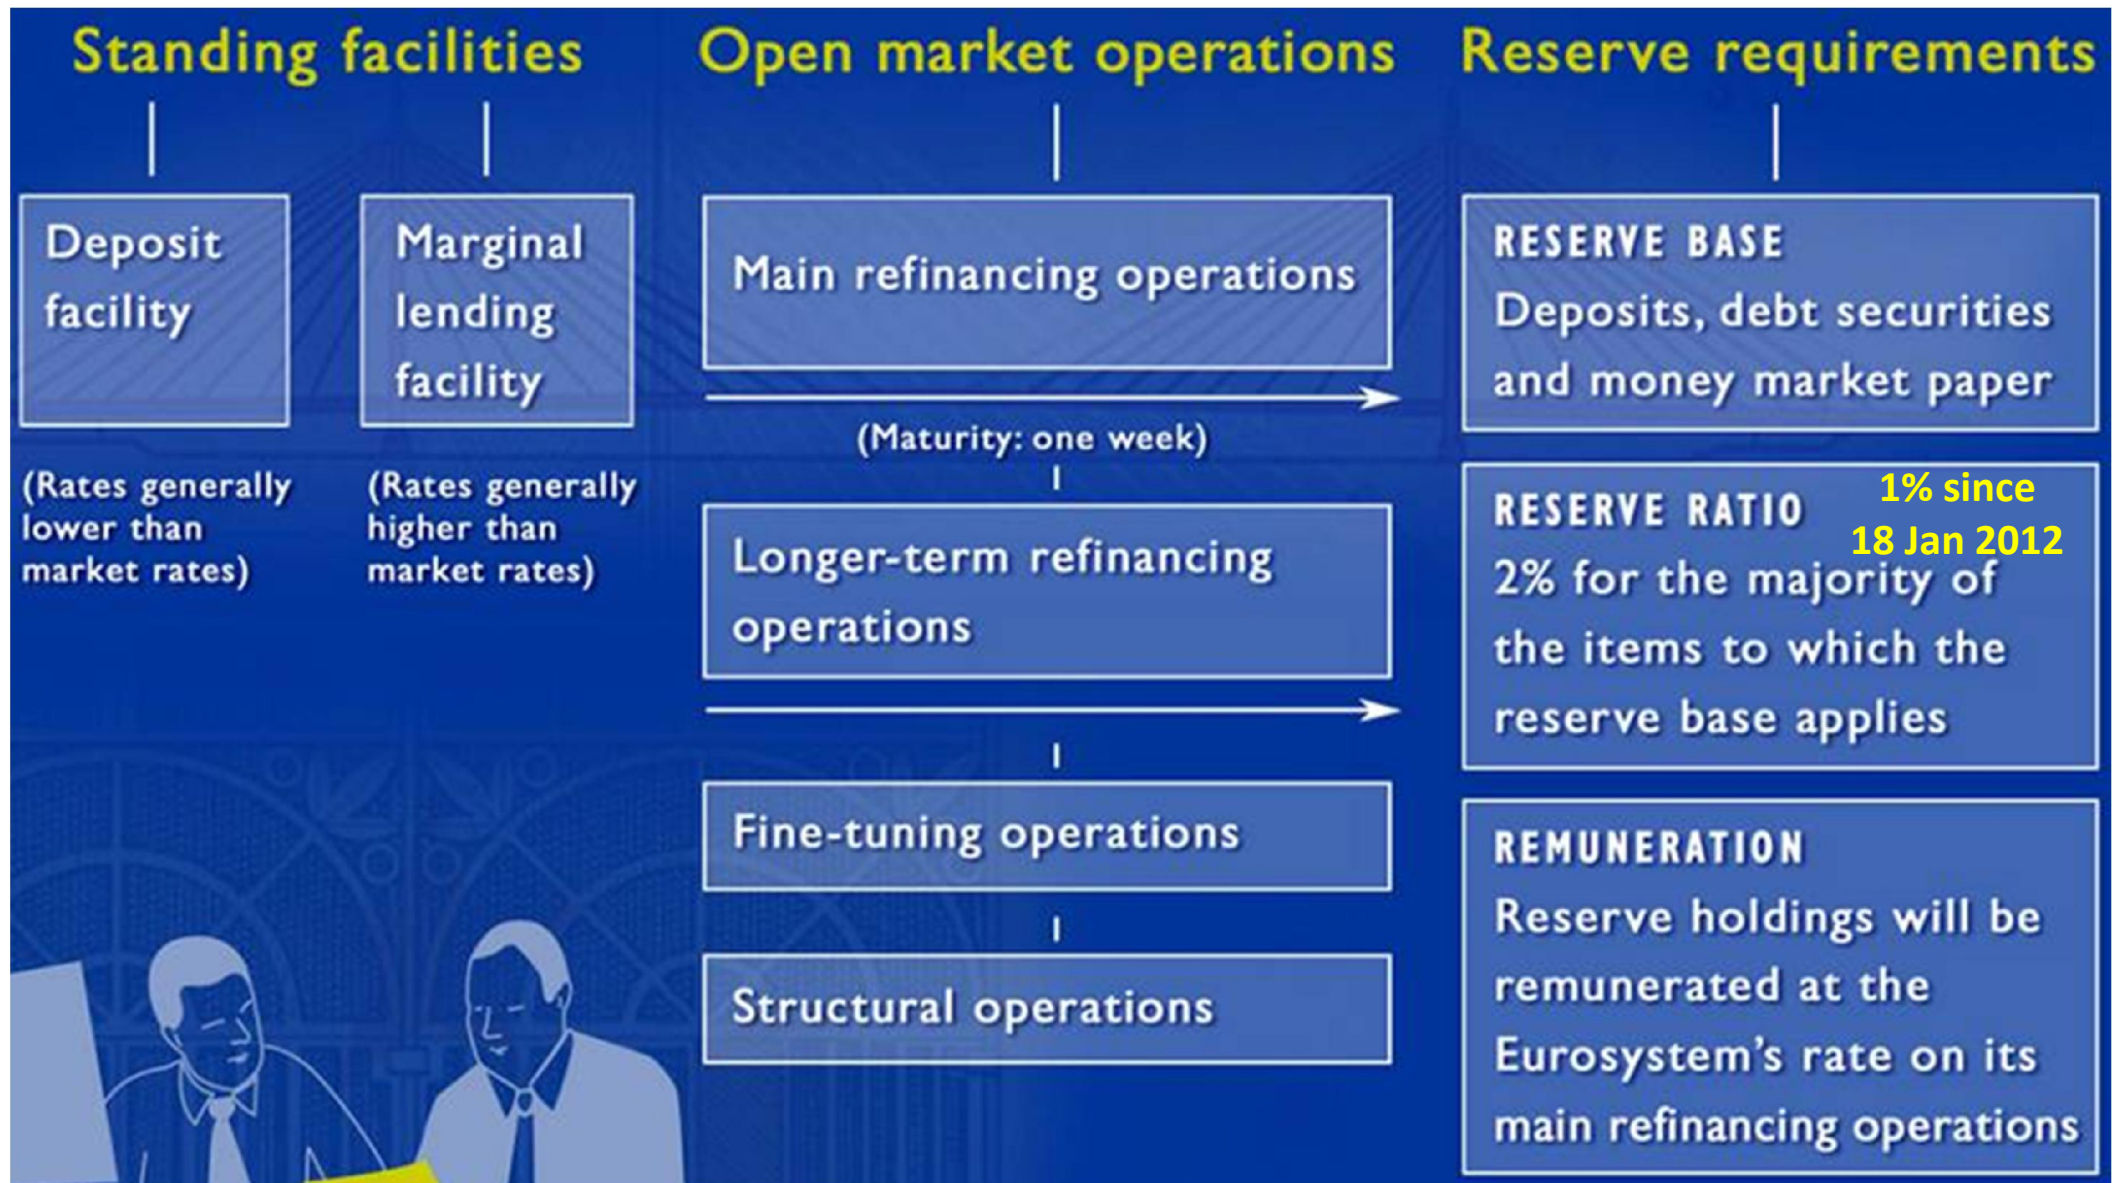 Standing facilities
Deposit
facility
(Rates generally
lower than
market rates)
Marginal
lending
facility
(Rates generally
higher than
market rates)
Open market operations
Main refinancing operations
(Maturity: one week)
Longer-term refinancing
operations
Fine-tuning operations
Structural operations
Reserve requirements
RESERVE BASE
Deposits, debt securities
and money market paper
RESERVE RATIO
1% since
18 Jan 2012
2% for the majority of
the items to which the
reserve base applies
REMUNERATION
Reserve holdings will be
remunerated at the
Eurosystem's rate on its
main refinancing operations